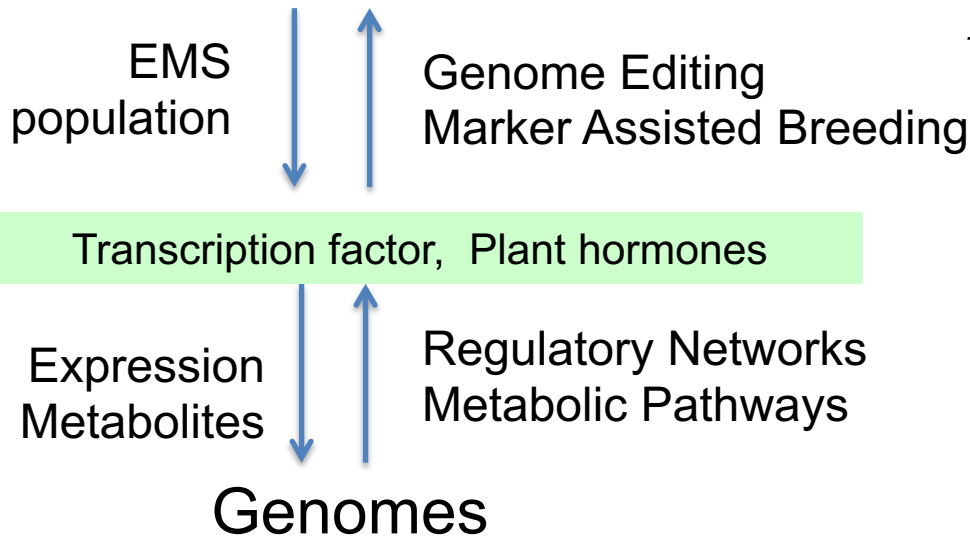 EMS
population
Genome Editing
Marker Assisted Breeding
Transcription factor, Plant hormones
Expression
Metabolites
Regulatory Networks
Metabolic Pathways
Genomes